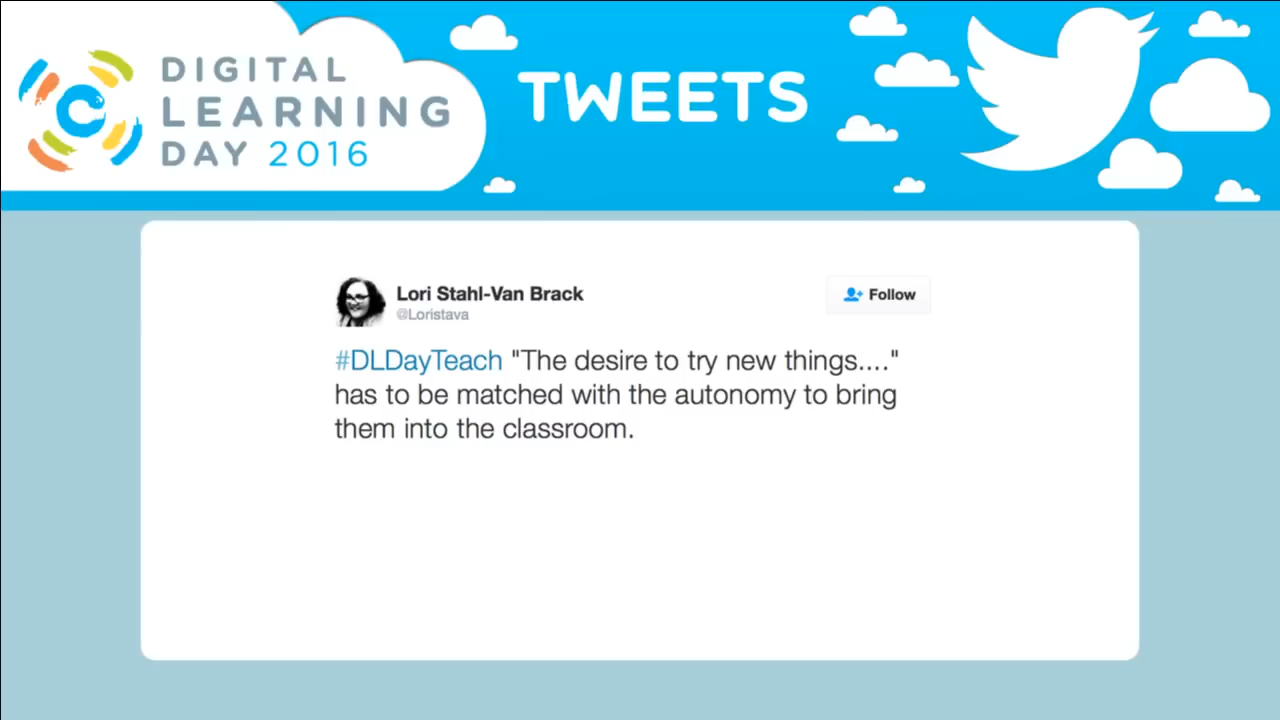 DIGITAL
LEARNING
DAY 2016
TWEETS
Lori Stahl-Van Brack
@Loristava
Follow
#DLDayTeach "The desire to try new things...."
has to be matched with the autonomy to bring
them into the classroom.